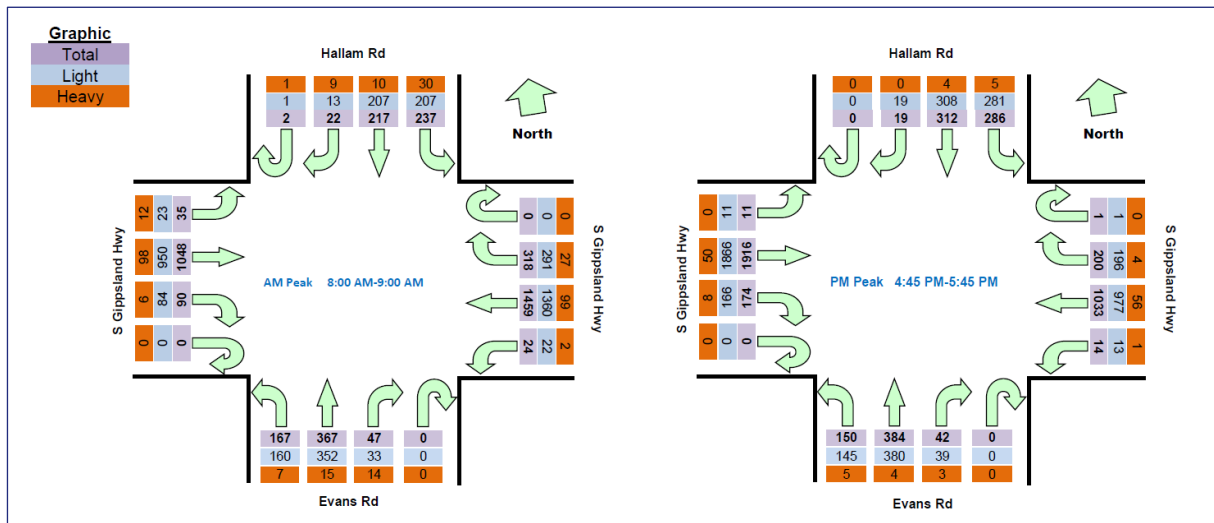 Graphic
Total
Light
Heavy
Hallam Rd
1 9 10 30
1 13 207 207
2 22 217 237
North
S Gippsland Hwy
12 23 35
98 950 1048
6 84 90
0 0 0
AM Peak 8:00 AM-9:00 AM
0 0 0
318 291 27
1459 1360 99
24 22 2
S Gippsland Hwy
167 367 47 0
160 352 33 0
7 15 14 0
Evans Rd
Hallam Rd
0 0 4 5
0 19 308 281
0 19 312 286
North
S Gippsland Hwy
0 11 11
50 1866 1916
8 166 174
0 0 0
PM Peak 4:45 PM-5:45 PM
1 1 0
200 196 4
1033 977 56
14 13 1
S Gippsland Hwy
150 384 42 0
145 380 39 0
5 4 3 0
Evans Rd